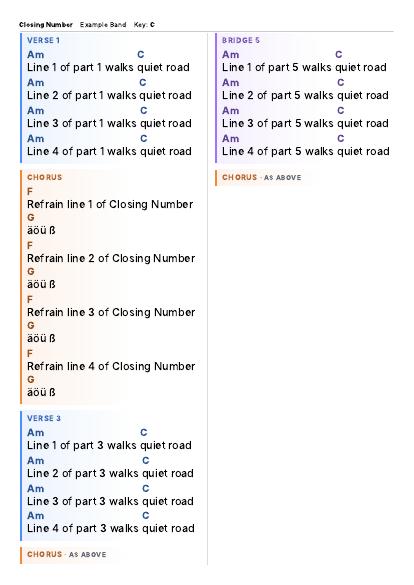 Closing Number Example Band Key: C
VERSE 1
Am C
Line 1 of part 1 walks quiet road
Am C
Line 2 of part 1 walks quiet road
Am C
Line 3 of part 1 walks quiet road
Am C
Line 4 of part 1 walks quiet road
CHORUS
F
Refrain line 1 of Closing Number
G
äöü ß
F
Refrain line 2 of Closing Number
G
äöü ß
F
Refrain line 3 of Closing Number
G
äöü ß
F
Refrain line 4 of Closing Number
G
äöü ß
VERSE 3
Am C
Line 1 of part 3 walks quiet road
Am C
Line 2 of part 3 walks quiet road
Am C
Line 3 of part 3 walks quiet road
Am C
Line 4 of part 3 walks quiet road
CHORUS · AS ABOVE
BRIDGE 5
Am C
Line 1 of part 5 walks quiet road
Am C
Line 2 of part 5 walks quiet road
Am C
Line 3 of part 5 walks quiet road
Am C
Line 4 of part 5 walks quiet road
CHORUS · AS ABOVE